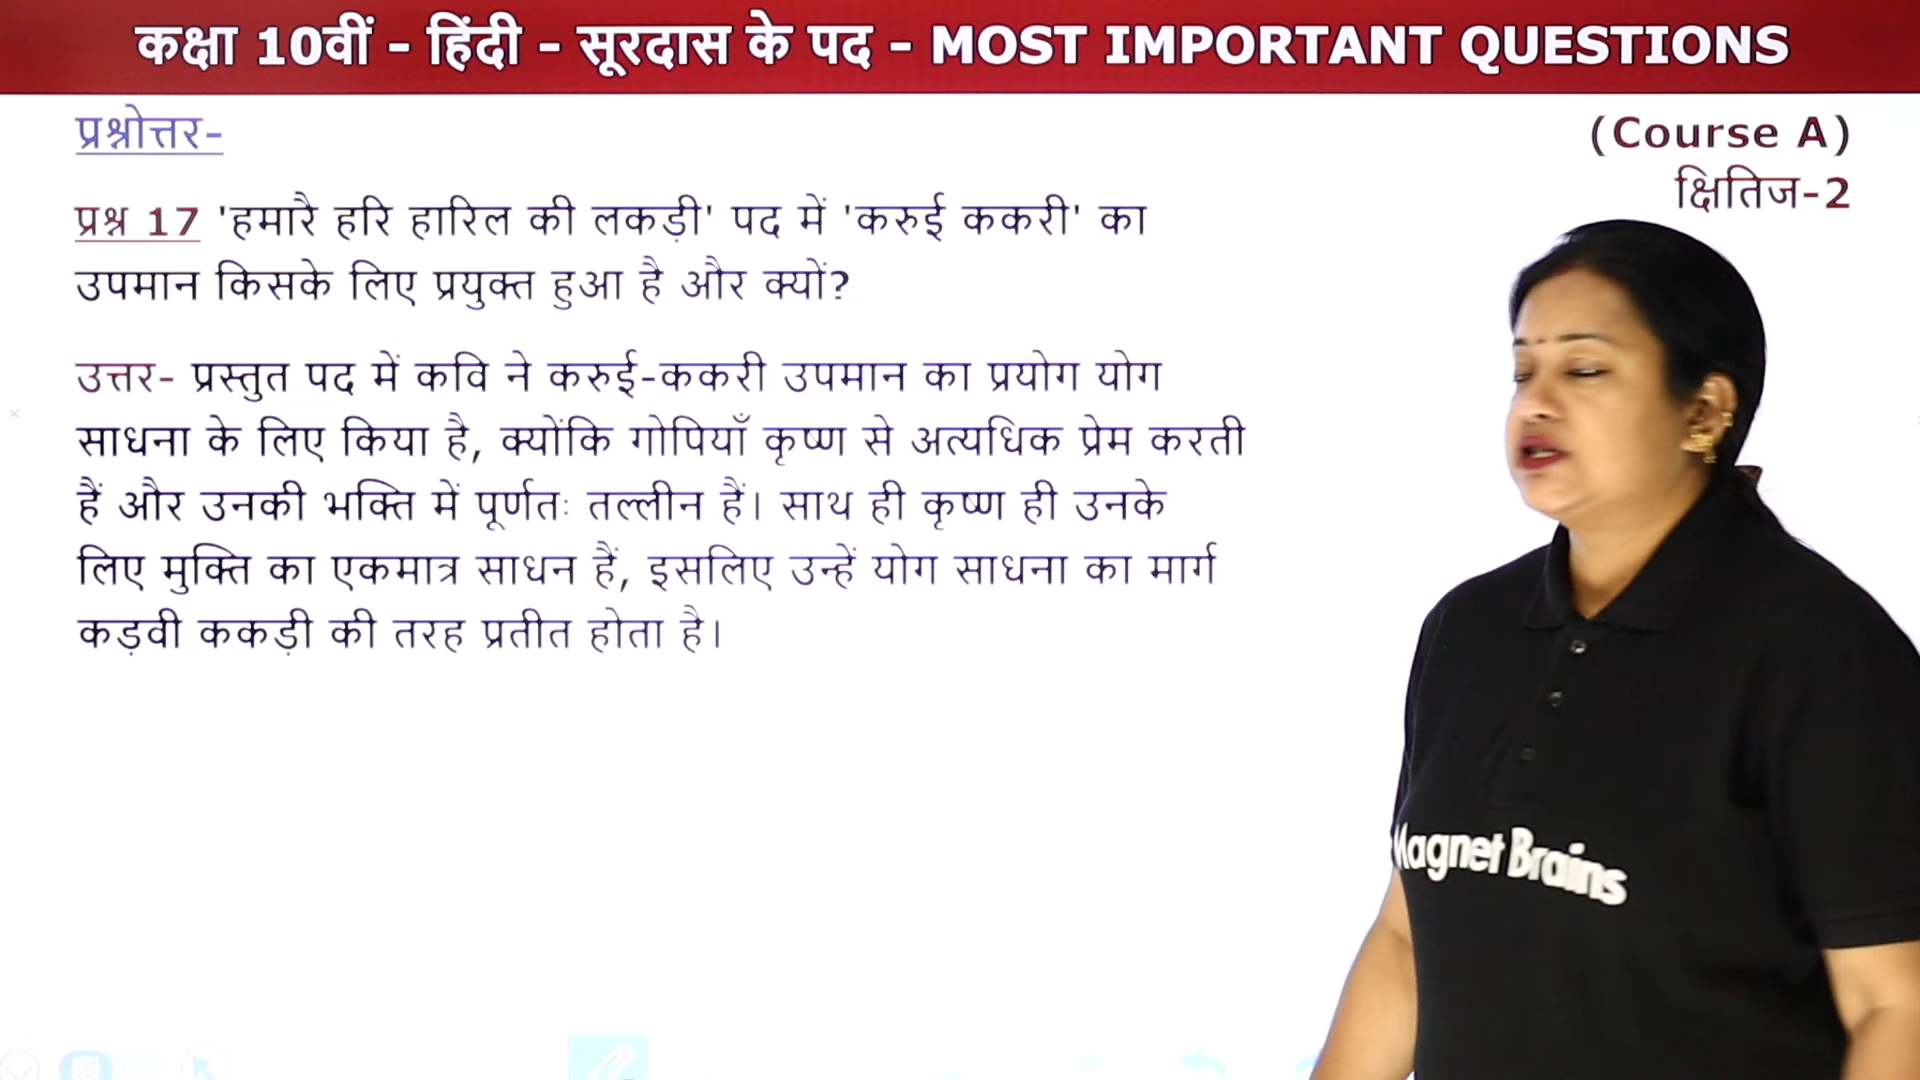 कक्षा 10वीं - हिंदी - सूरदास के पद - MOST IMPORTANT QUESTIONS
प्रश्नोत्तर-
(Course A)
क्षितिज-2
प्रश्न 17 'हमारै हरि हारिल की लकड़ी' पद में 'करुई ककरी' का
उपमान किसके लिए प्रयुक्त हुआ है और क्यों?
उत्तर- प्रस्तुत पद में कवि ने करुई-ककरी उपमान का प्रयोग योग
साधना के लिए किया है, क्योंकि गोपियाँ कृष्ण से अत्यधिक प्रेम करती
हैं और उनकी भक्ति में पूर्णतः तल्लीन हैं। साथ ही कृष्ण ही उनके
लिए मुक्ति का एकमात्र साधन हैं, इसलिए उन्हें योग साधना का मार्ग
कड़वी ककड़ी की तरह प्रतीत होता है।
Magnet Brains